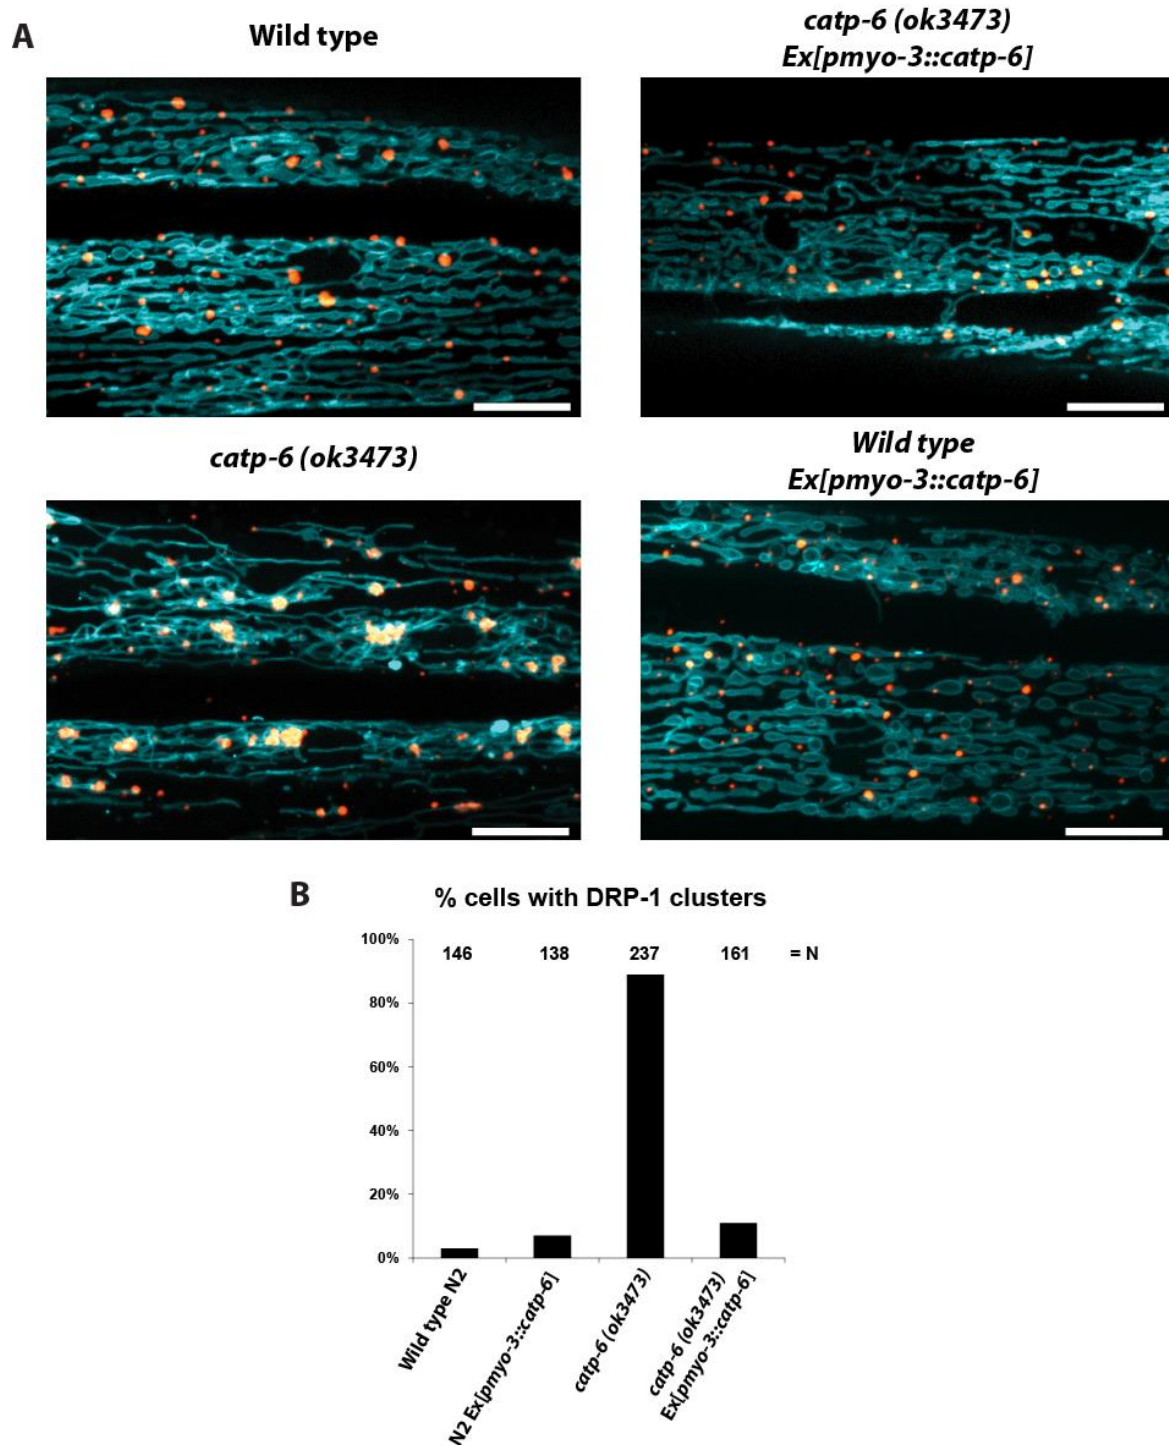 A
Wild type
catp-6 (ok3473)
Ex[pmyo-3::catp-6]
catp-6 (ok3473)
Wild type
Ex[pmyo-3::catp-6]
B
% cells with DRP-1 clusters
100%
80%
60%
40%
20%
0%
146 138 237 161 = N
Wild type N2
N2 Ex[pmyo-3::catp-6]
catp-6 (ok3473)
catp-6 (ok3473)
Ex[pmyo-3::catp-6]